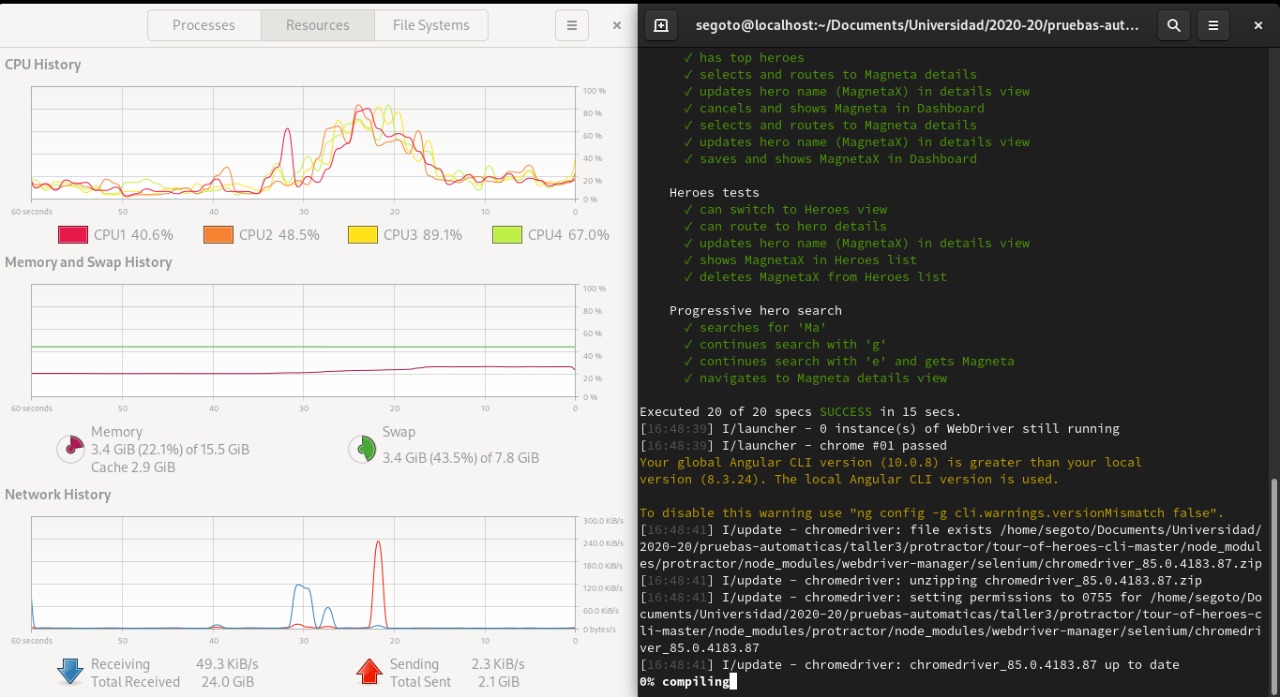 Processes
Resources
File Systems
CPU History
100 %
80 %
60 %
40 %
20 %
0 %
60 seconds 50 40 30 20 10 0
CPU1 40.6% CPU2 48.5% CPU3 89.1% CPU4 67.0%
Memory and Swap History
100 %
80 %
60 %
40 %
20 %
0 %
60 seconds 50 40 30 20 10 0
Memory
3.4 GiB (22.1%) of 15.5 GiB
Cache 2.9 GiB
Swap
3.4 GiB (43.5%) of 7.8 GiB
Network History
300.0 KiB/s
240.0 KiB/s
180.0 KiB/s
120.0 KiB/s
60.0 KiB/s
0 bytes/s
60 seconds 50 40 30 20 10 0
Receiving 49.3 KiB/s
Total Received 24.0 GiB
Sending 2.3 KiB/s
Total Sent 2.1 GiB
segoto@localhost:~/Documents/Universidad/2020-20/pruebas-aut...
✓ has top heroes
✓ selects and routes to Magneta details
✓ updates hero name (MagnetaX) in details view
✓ cancels and shows Magneta in Dashboard
✓ selects and routes to Magneta details
✓ updates hero name (MagnetaX) in details view
✓ saves and shows MagnetaX in Dashboard
Heroes tests
✓ can switch to Heroes view
✓ can route to hero details
✓ updates hero name (MagnetaX) in details view
✓ shows MagnetaX in Heroes list
✓ deletes MagnetaX from Heroes list
Progressive hero search
✓ searches for 'Ma'
✓ continues search with 'g'
✓ continues search with 'e' and gets Magneta
✓ navigates to Magneta details view
Executed 20 of 20 specs SUCCESS in 15 secs.
[16:48:39] I/launcher - 0 instance(s) of WebDriver still running
[16:48:39] I/launcher - chrome #01 passed
Your global Angular CLI version (10.0.8) is greater than your local
version (8.3.24). The local Angular CLI version is used.
To disable this warning use "ng config -g cli.warnings.versionMismatch false".
[16:48:41] I/update - chromedriver: file exists /home/segoto/Documents/Universidad/
2020-20/pruebas-automaticas/taller3/protractor/tour-of-heroes-cli-master/node_modul
es/protractor/node_modules/webdriver-manager/selenium/chromedriver_85.0.4183.87.zip
[16:48:41] I/update - chromedriver: unzipping chromedriver_85.0.4183.87.zip
[16:48:41] I/update - chromedriver: setting permissions to 0755 for /home/segoto/Do
cuments/Universidad/2020-20/pruebas-automaticas/taller3/protractor/tour-of-heroes-c
li-master/node_modules/protractor/node_modules/webdriver-manager/selenium/chromedri
ver_85.0.4183.87
[16:48:41] I/update - chromedriver: chromedriver_85.0.4183.87 up to date
0% compiling